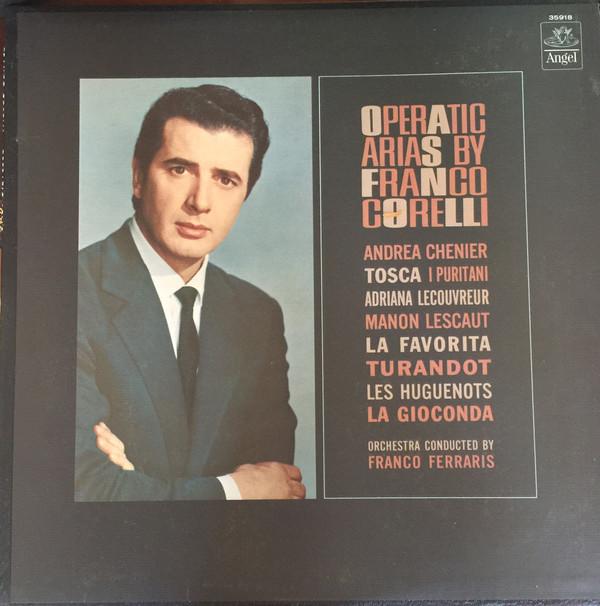 35918
Angel
OPERATIC
ARIAS BY
FRANCO
CORELLI
ANDREA CHENIER
TOSCA I PURITANI
ADRIANA LECOUVREUR
MANON LESCAUT
LA FAVORITA
TURANDOT
LES HUGUENOTS
LA GIOCONDA
ORCHESTRA CONDUCTED BY
FRANCO FERRARIS